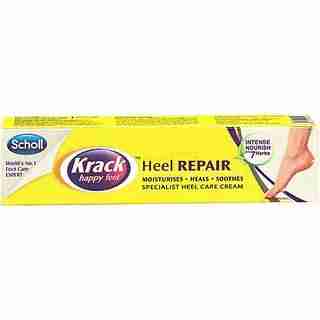 Scholl
World's No.1
Foot Care
EXPERT.
Krack
happy feet
Heel REPAIR
MOISTURISES • HEALS • SOOTHES
SPECIALIST HEEL CARE CREAM
INTENSE
NOURISH
7 Herbs